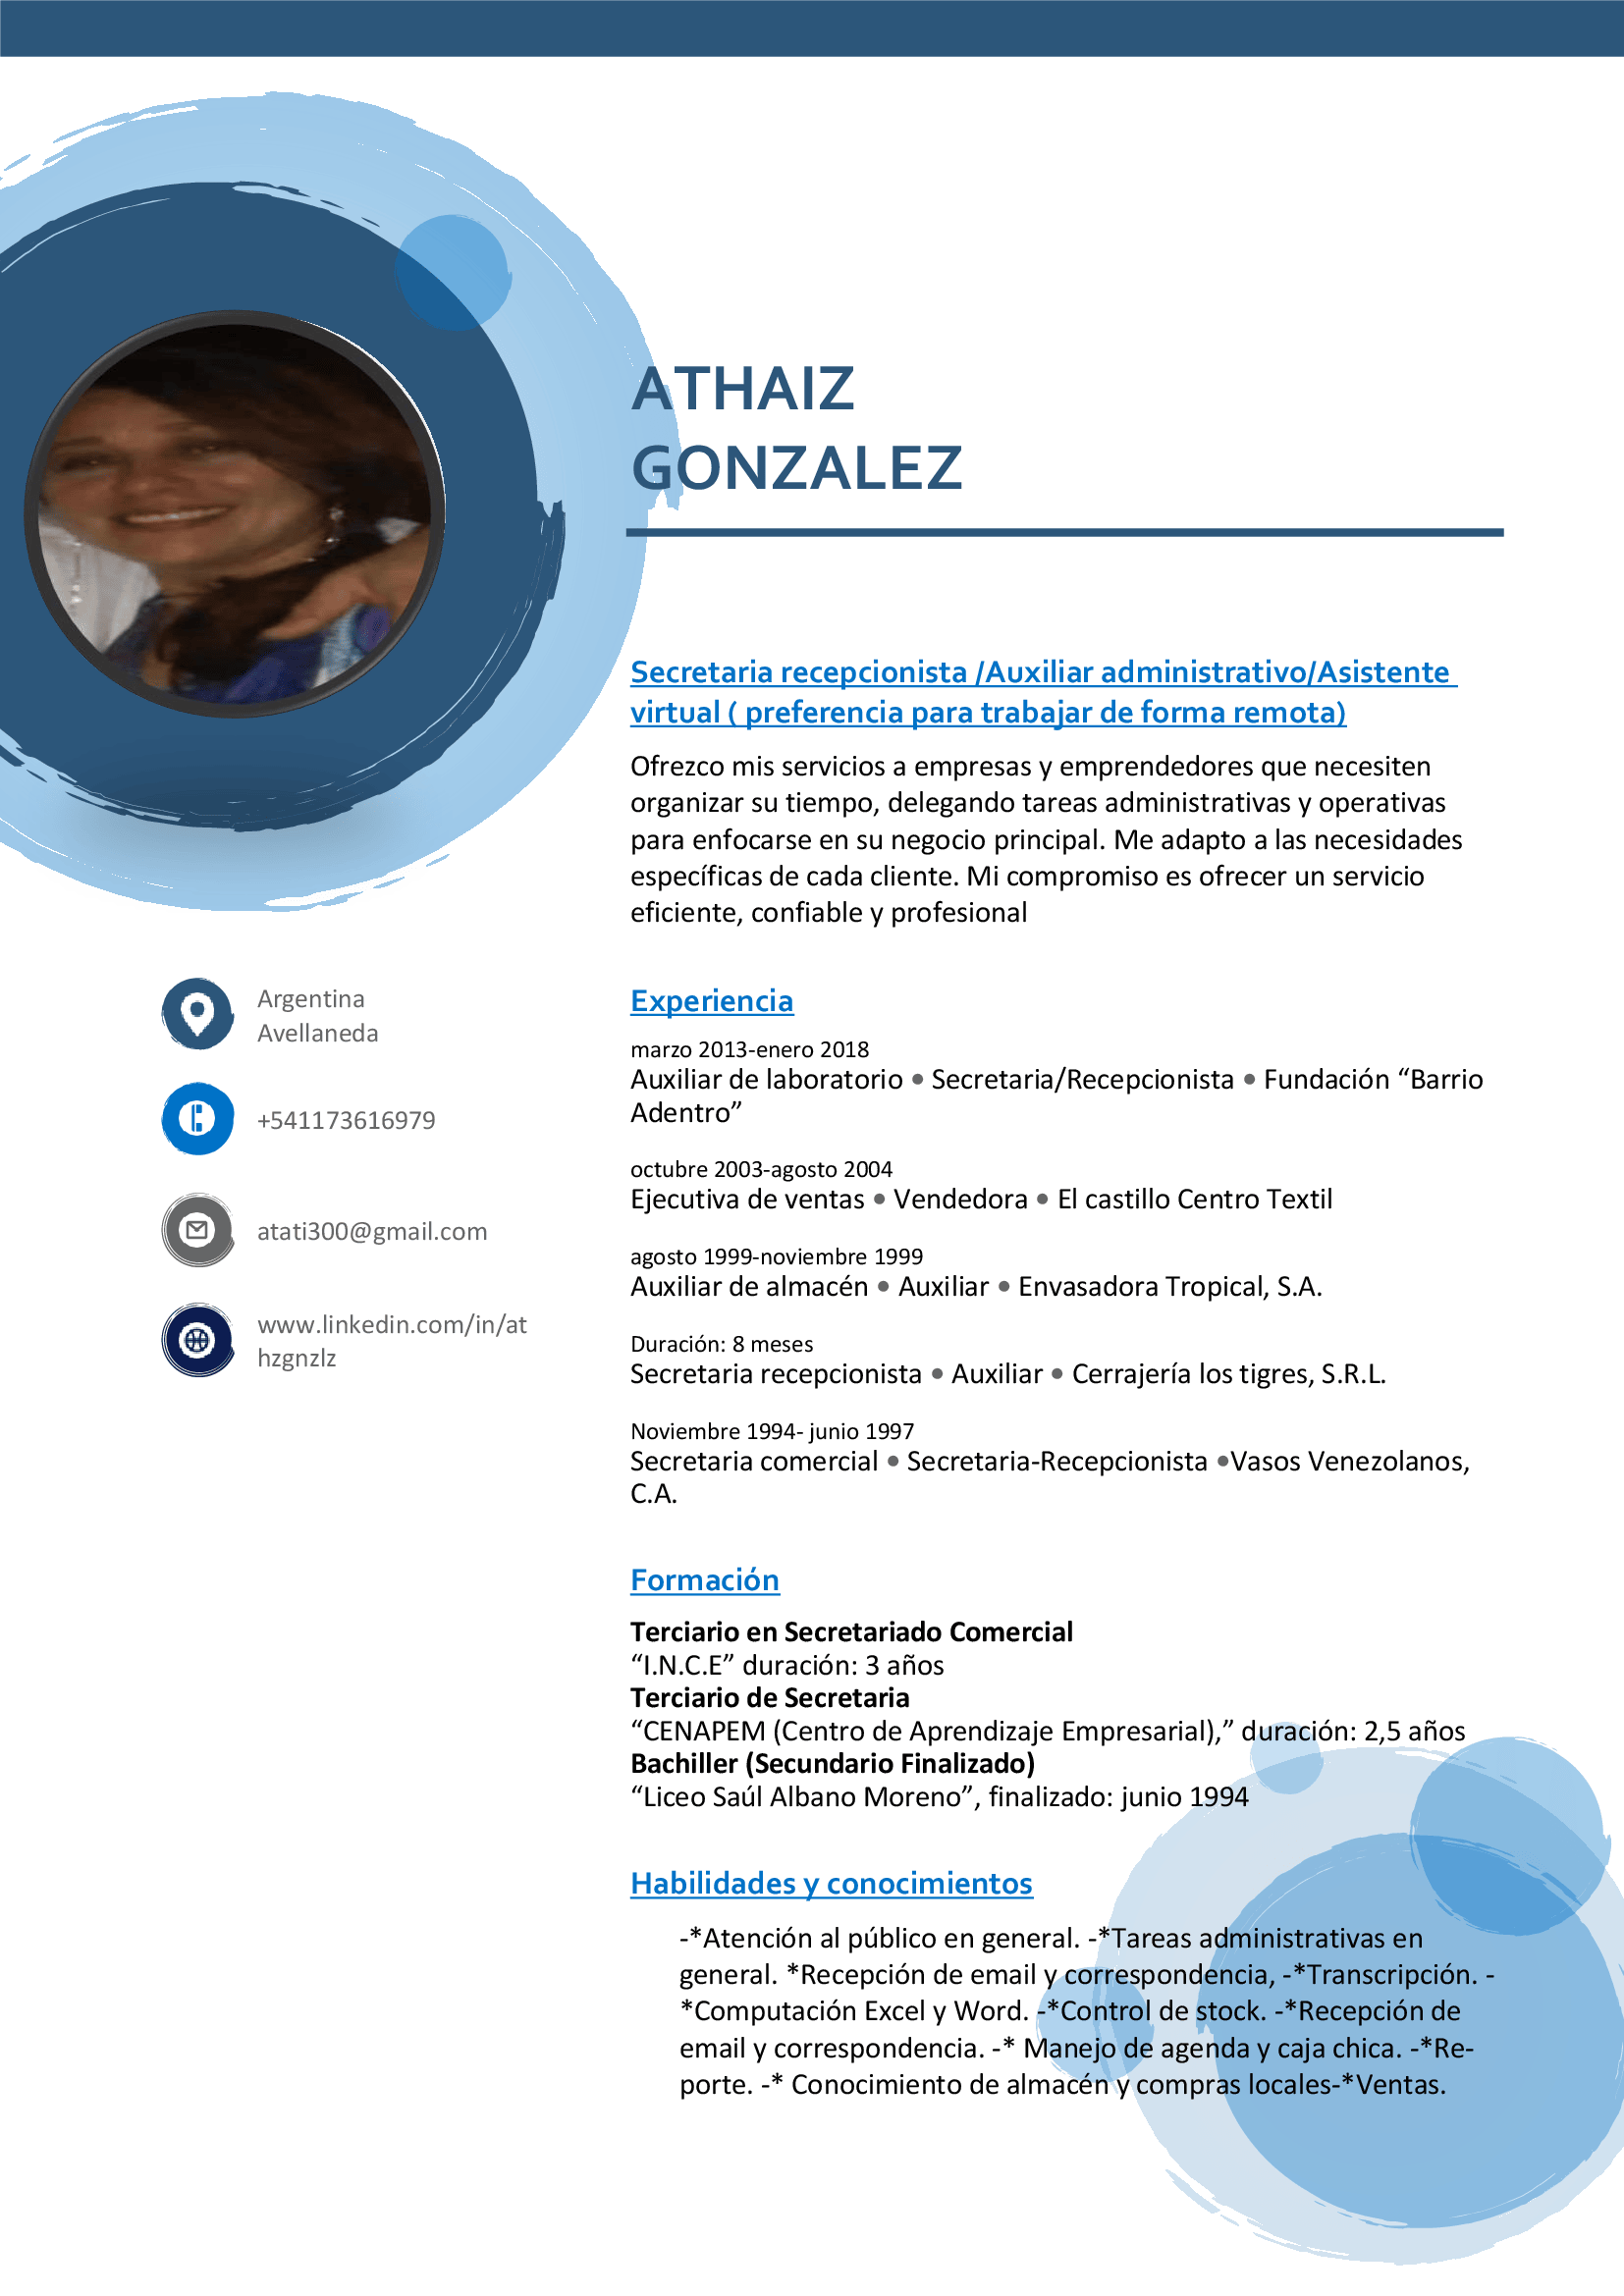 ATHAIZ
GONZALEZ
Secretaria recepcionista /Auxiliar administrativo/Asistente
virtual ( preferencia para trabajar de forma remota)
Ofrezco mis servicios a empresas y emprendedores que necesiten
organizar su tiempo, delegando tareas administrativas y operativas
para enfocarse en su negocio principal. Me adapto a las necesidades
específicas de cada cliente. Mi compromiso es ofrecer un servicio
eficiente, confiable y profesional
Argentina
Avellaneda
+541173616979
atati300@gmail.com
www.linkedin.com/in/at
hzgnzlz
Experiencia
marzo 2013-enero 2018
Auxiliar de laboratorio • Secretaria/Recepcionista • Fundación “Barrio
Adentro”
octubre 2003-agosto 2004
Ejecutiva de ventas • Vendedora • El castillo Centro Textil
agosto 1999-noviembre 1999
Auxiliar de almacén • Auxiliar • Envasadora Tropical, S.A.
Duración: 8 meses
Secretaria recepcionista • Auxiliar • Cerrajería los tigres, S.R.L.
Noviembre 1994- junio 1997
Secretaria comercial • Secretaria-Recepcionista •Vasos Venezolanos,
C.A.
Formación
Terciario en Secretariado Comercial
“I.N.C.E” duración: 3 años
Terciario de Secretaria
“CENAPEM (Centro de Aprendizaje Empresarial),” duración: 2,5 años
Bachiller (Secundario Finalizado)
“Liceo Saúl Albano Moreno”, finalizado: junio 1994
Habilidades y conocimientos
-*Atención al público en general. -*Tareas administrativas en
general. *Recepción de email y correspondencia, -*Transcripción. -
*Computación Excel y Word. -*Control de stock. -*Recepción de
email y correspondencia. -* Manejo de agenda y caja chica. -*Re-
porte. -* Conocimiento de almacén y compras locales-*Ventas.